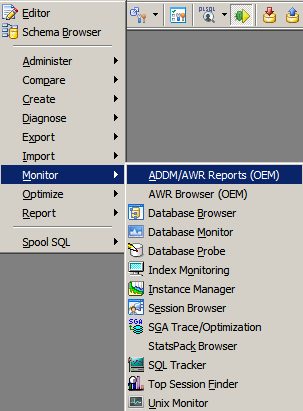 Editor
Schema Browser
Administer
Compare
Create
Diagnose
Export
Import
Monitor
Optimize
Report
Spool SQL
PLSQL
ADDM/AWR Reports (OEM)
AWR Browser (OEM)
Database Browser
Database Monitor
Database Probe
Index Monitoring
Instance Manager
Session Browser
SGA
SGA Trace/Optimization
StatsPack Browser
SQL Tracker
Top Session Finder
Unix Monitor